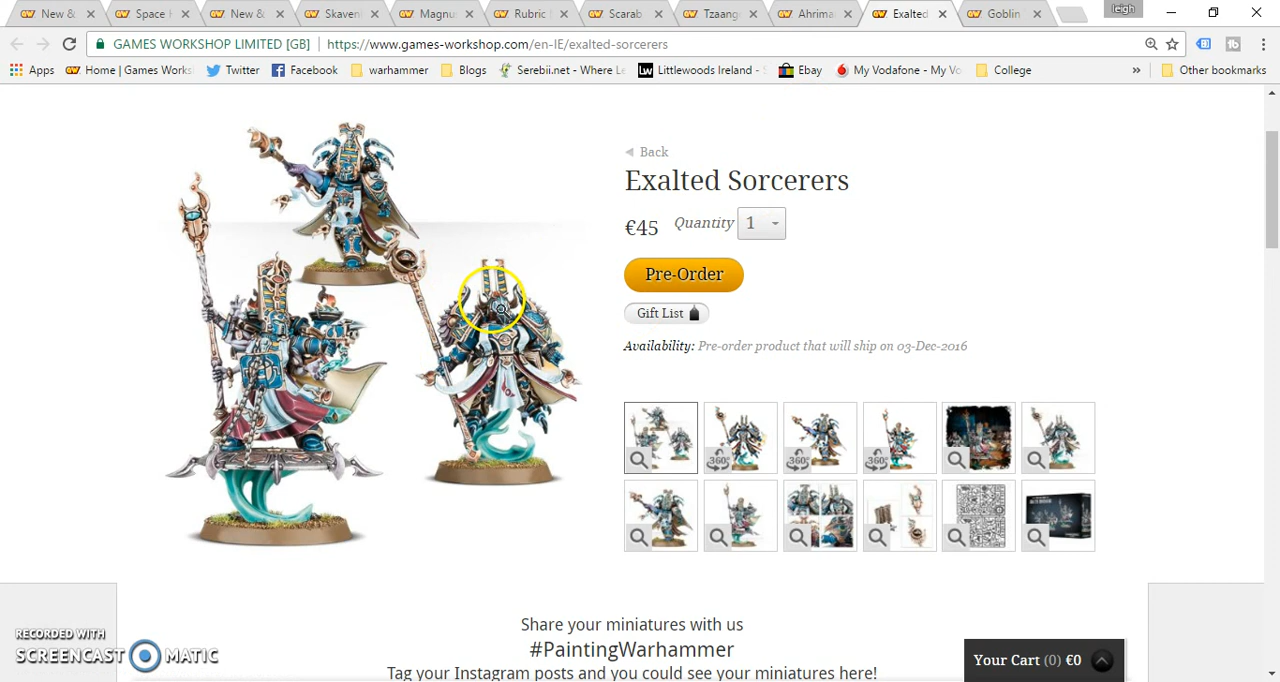 New & Space New & Skaven Magnu Rubric Scarab Tzaang Ahrima Exalted Goblin leigh
GAMES WORKSHOP LIMITED [GB] https://www.games-workshop.com/en-IE/exalted-sorcerers
Apps Home | Games Works Twitter Facebook warhammer Blogs Serebii.net - Where Le Littlewoods Ireland - Ebay My Vodafone - My Vo College » Other bookmarks
Back
Exalted Sorcerers
€45 Quantity 1
Pre-Order
Gift List
Availability: Pre-order product that will ship on 03-Dec-2016
360° 360° 360°
Share your miniatures with us
#PaintingWarhammer
Tag your Instagram posts and you could see your miniatures here!
RECORDED WITH
SCREENCAST MATIC
Your Cart (0) €0